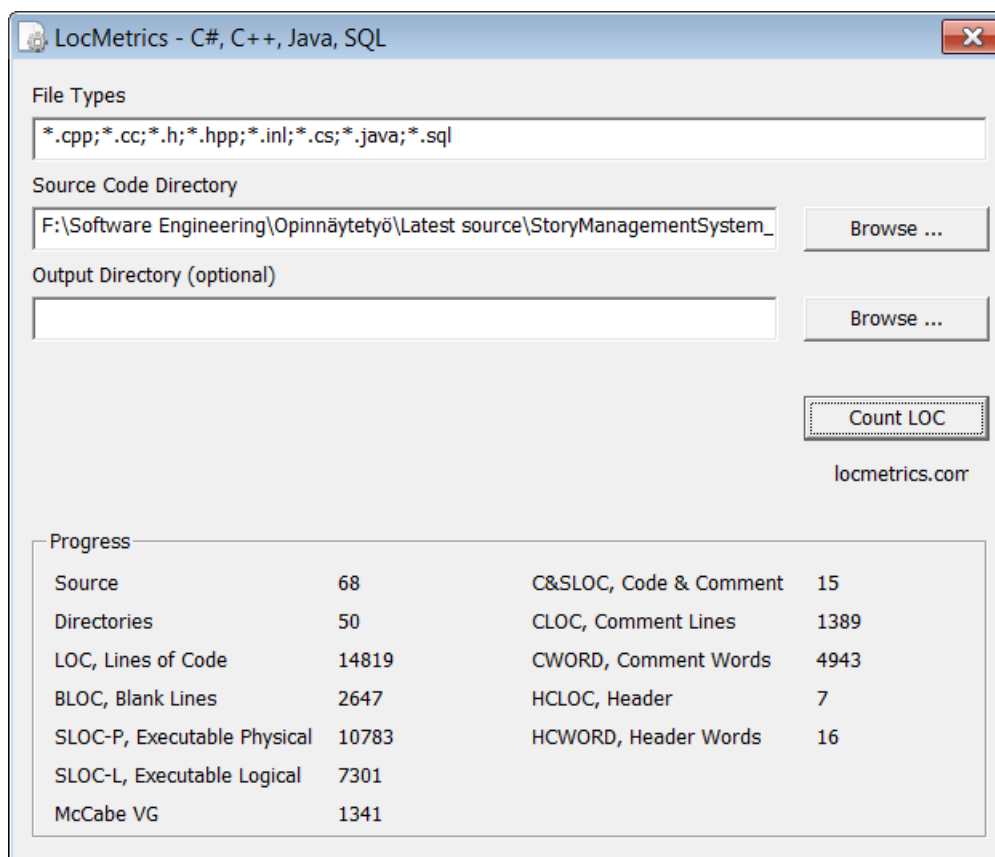 LocMetrics - C#, C++, Java, SQL
File Types
*.cpp;*.cc;*.h;*.hpp;*.inl;*.cs;*.java;*.sql
Source Code Directory
F:\Software Engineering\Opinnäytetyö\Latest source\StoryManagementSystem_
Browse ...
Output Directory (optional)
Browse ...
Count LOC
locmetrics.com
Progress
Source 68 C&SLOC, Code & Comment 15
Directories 50 CLOC, Comment Lines 1389
LOC, Lines of Code 14819 CWORD, Comment Words 4943
BLOC, Blank Lines 2647 HCLOC, Header 7
SLOC-P, Executable Physical 10783 HCWORD, Header Words 16
SLOC-L, Executable Logical 7301
McCabe VG 1341